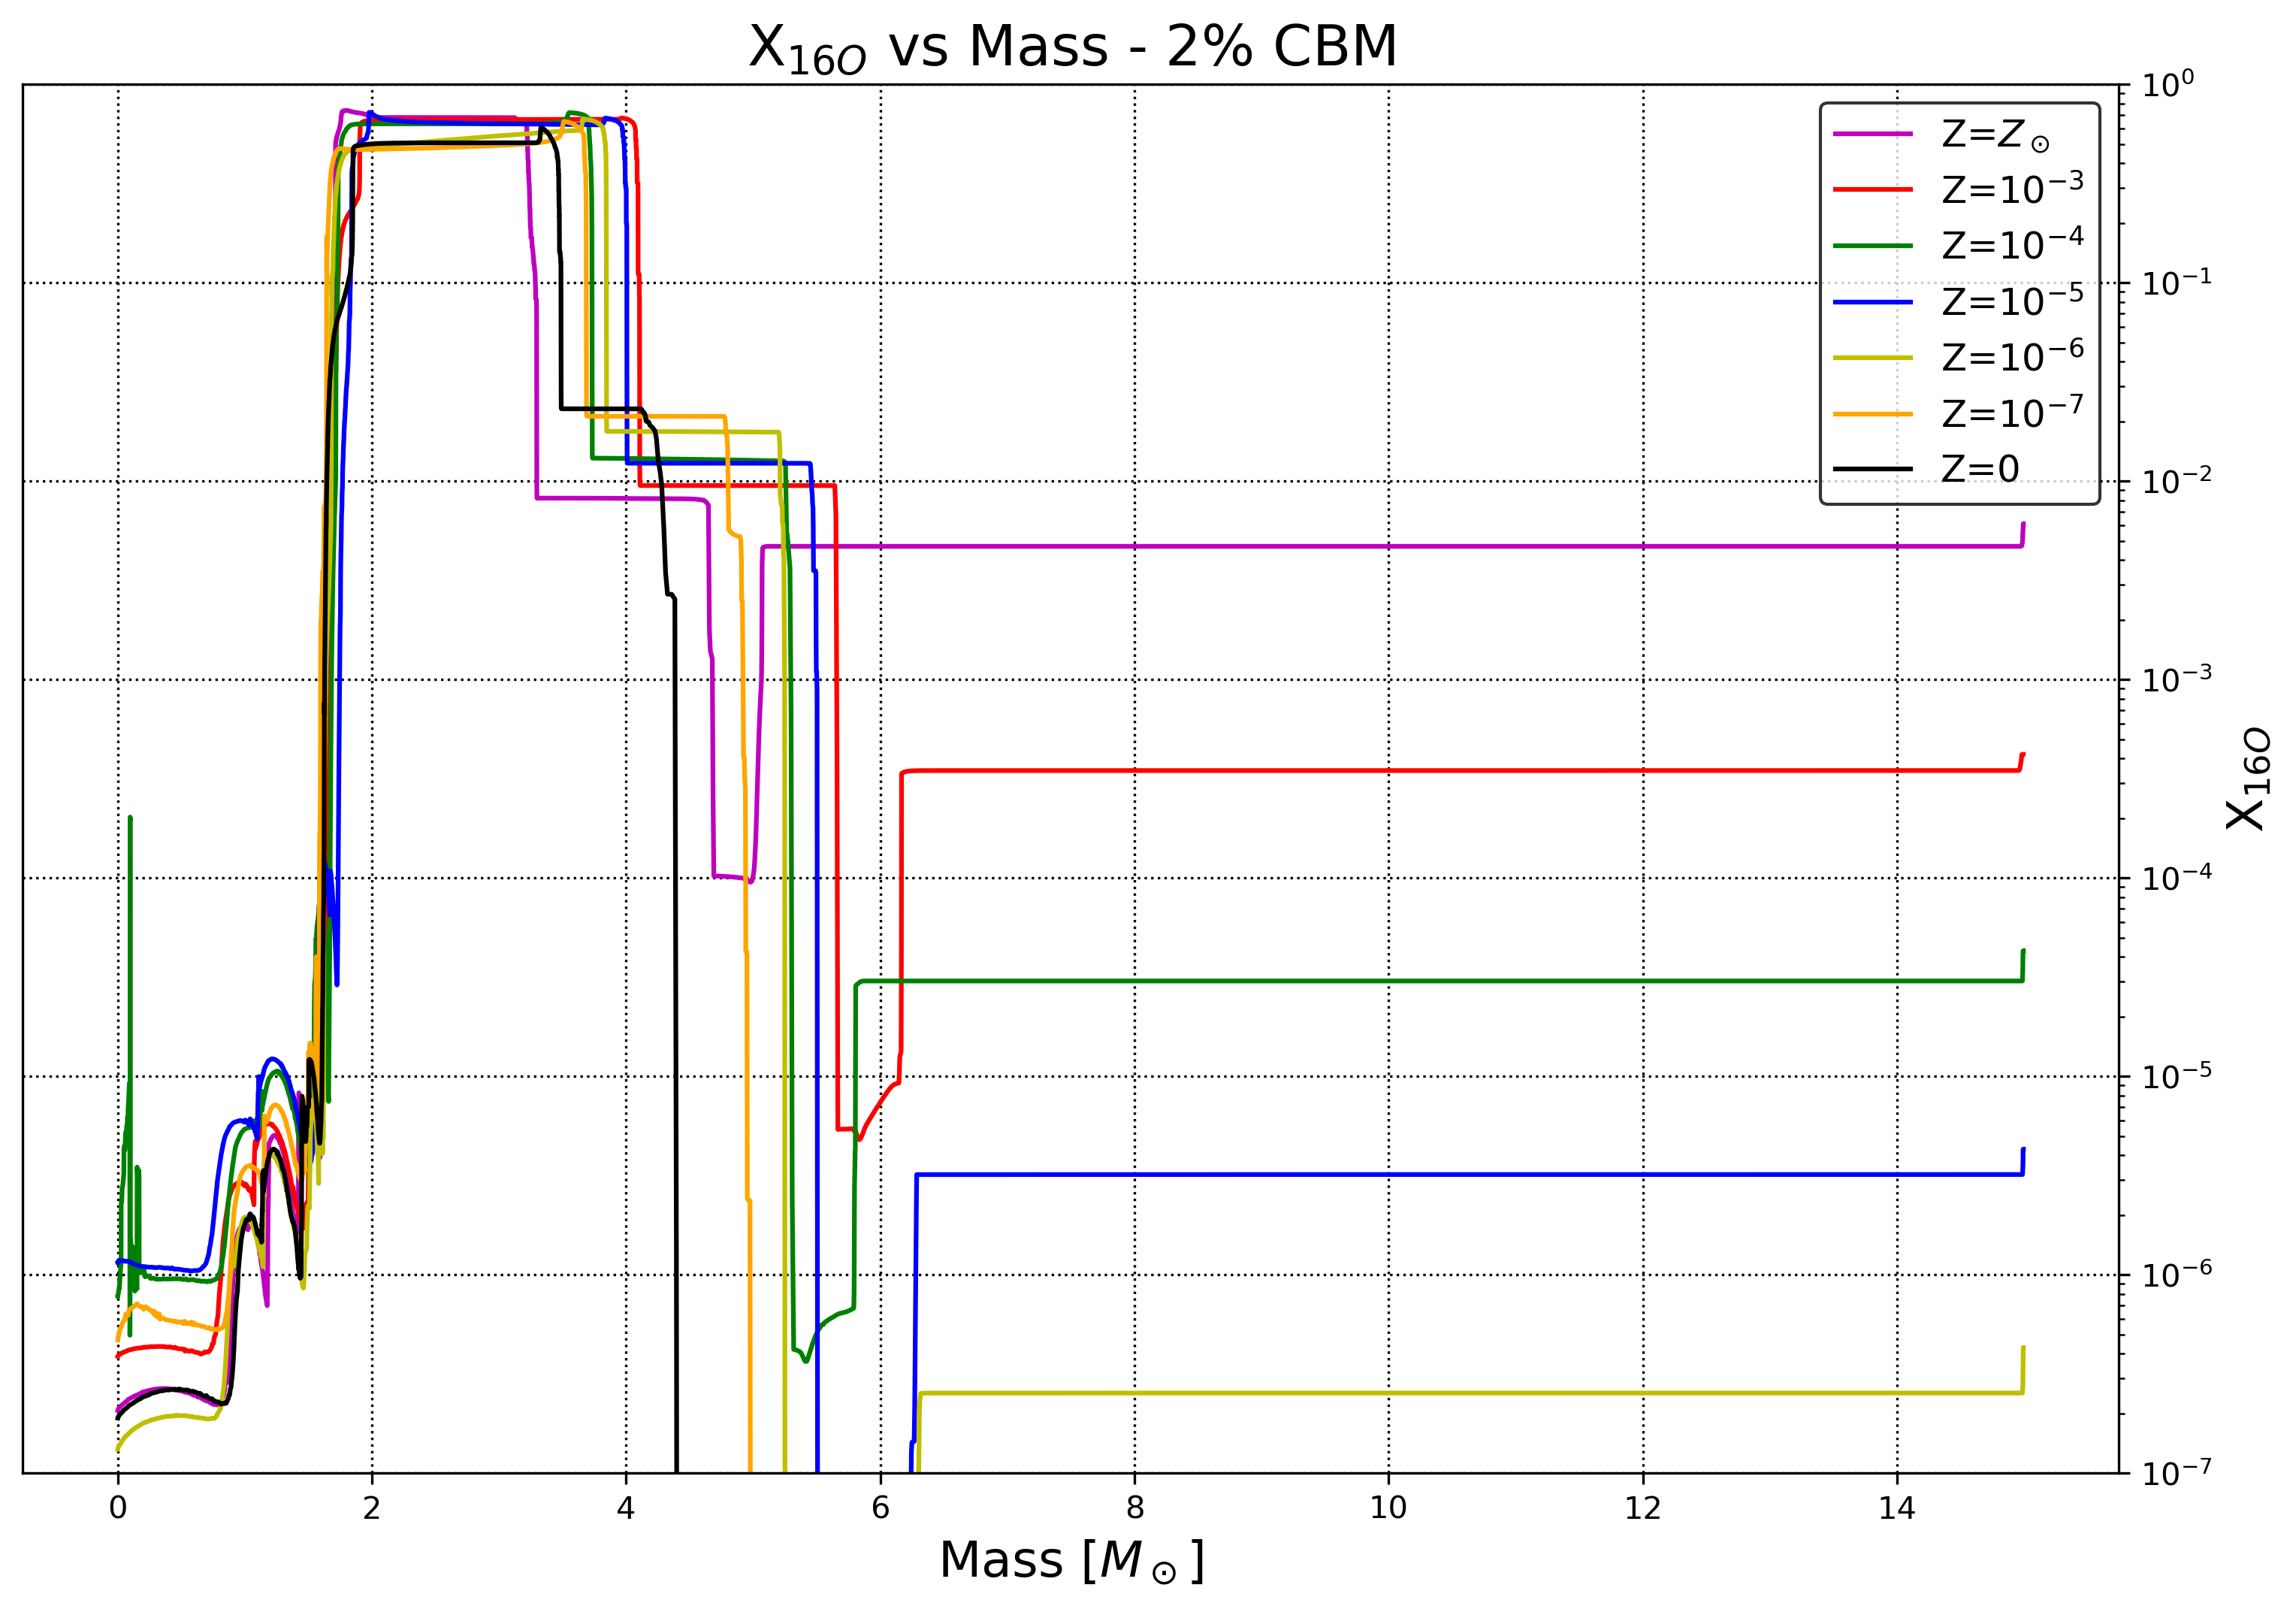 X₁₆O vs Mass - 2% CBM
Z=Z⊙
Z=10⁻³
Z=10⁻⁴
Z=10⁻⁵
Z=10⁻⁶
Z=10⁻⁷
Z=0
10⁰
10⁻¹
10⁻²
10⁻³
10⁻⁴
10⁻⁵
10⁻⁶
10⁻⁷
X₁₆O
0 2 4 6 8 10 12 14
Mass [M⊙]